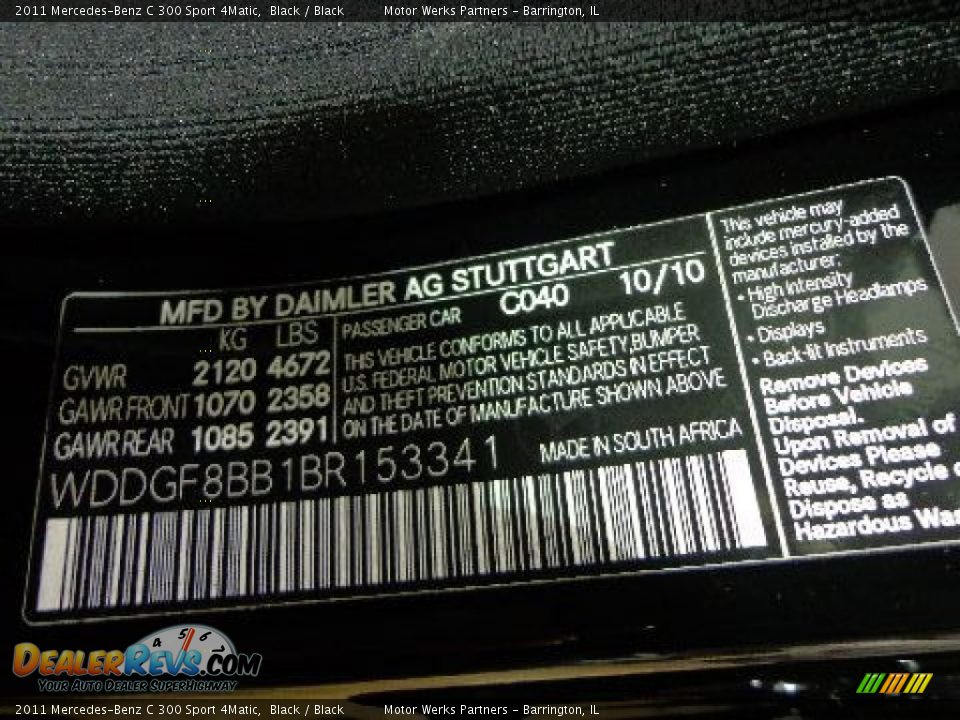 2011 Mercedes-Benz C 300 Sport 4Matic, Black / Black Motor Werks Partners - Barrington, IL
MFD BY DAIMLER AG STUTTGART
KG LBS
GVWR 2120 4672
GAWR FRONT 1070 2358
GAWR REAR 1085 2391
PASSENGER CAR C040 10/10
THIS VEHICLE CONFORMS TO ALL APPLICABLE
U.S. FEDERAL MOTOR VEHICLE SAFETY, BUMPER
AND THEFT PREVENTION STANDARDS IN EFFECT
ON THE DATE OF MANUFACTURE SHOWN ABOVE
WDDGF8BB1BR153341 MADE IN SOUTH AFRICA
This vehicle may
include mercury-added
devices installed by the
manufacturer:
• High Intensity
Discharge Headlamps
• Displays
• Back-lit Instruments
Remove Devices
Before Vehicle
Disposal.
Upon Removal of
Devices Please
Reuse, Recycle
Dispose as
Hazardous Was
4 5 6
DEALERREVS.COM
YOUR AUTO DEALER SUPERHIGHWAY
2011 Mercedes-Benz C 300 Sport 4Matic, Black / Black Motor Werks Partners - Barrington, IL